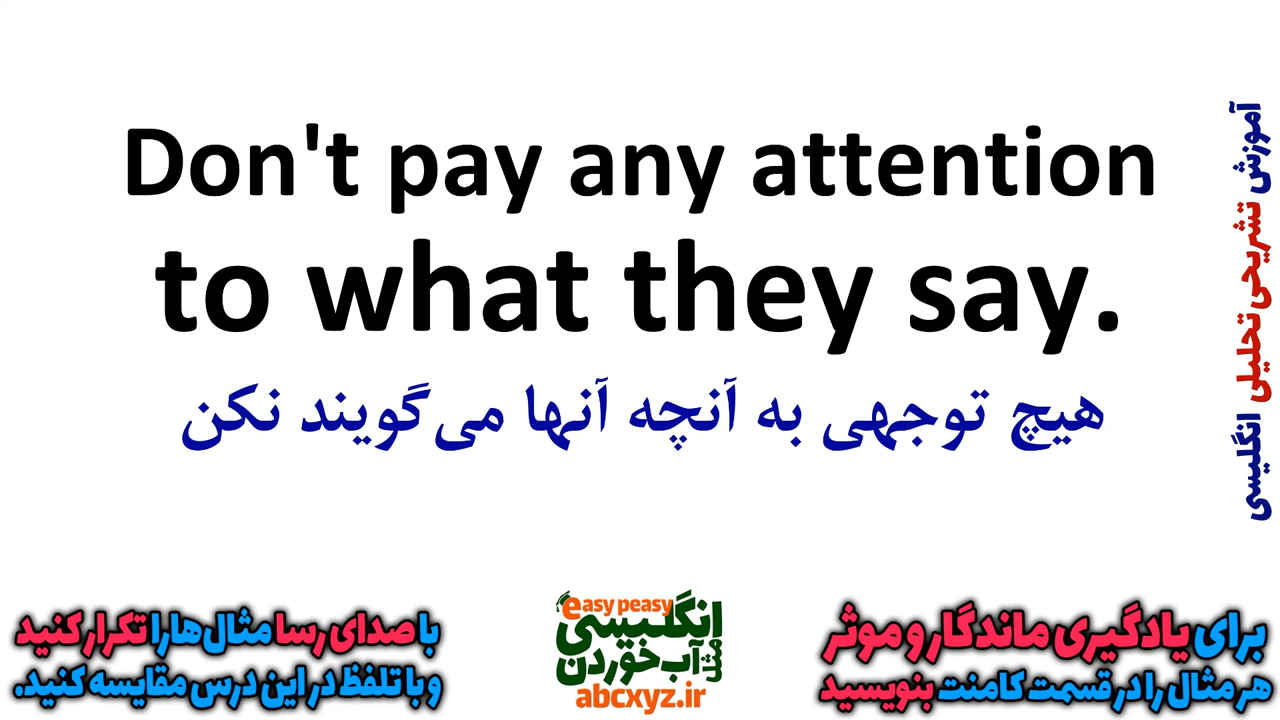 Don't pay any attention
to what they say.
هیچ توجهی به آنچه آنها می‌گویند نکن
آموزش تشریحی تحلیلی انگلیسی
با صدای رسا مثال‌ها را تکرار کنید
و با تلفظ در این درس مقایسه کنید.
easy peasy
انگلیسی
مثل آب خوردن
abcxyz.ir
برای یادگیری ماندگار و موثر
هر مثال را در قسمت کامنت بنویسید